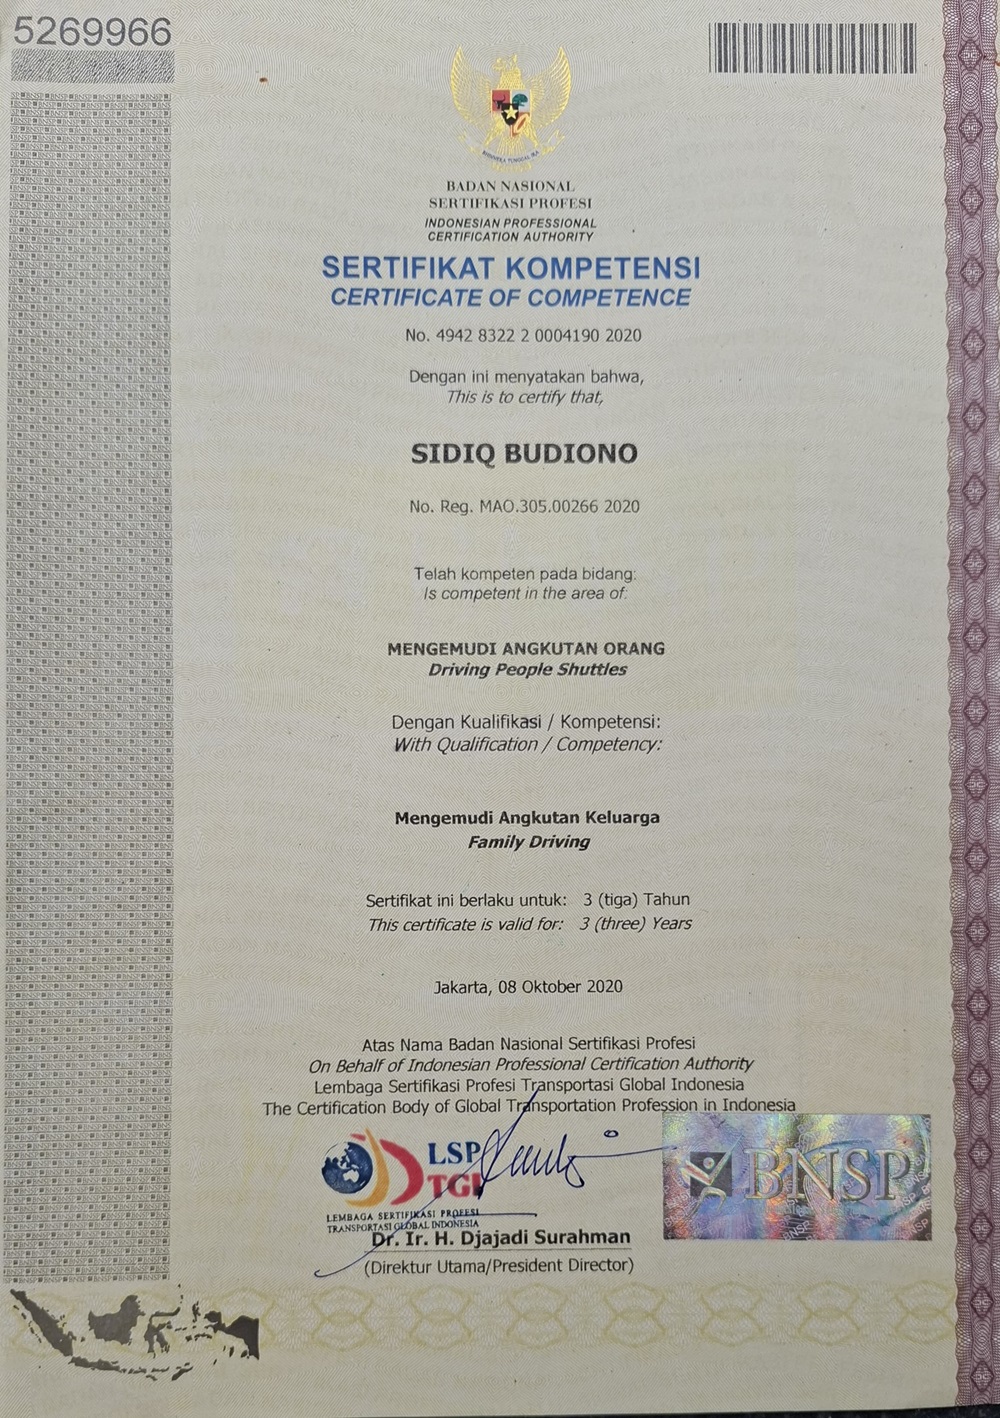 5269966
BHINNEKA TUNGGAL IKA
BADAN NASIONAL
SERTIFIKASI PROFESI
INDONESIAN PROFESSIONAL
CERTIFICATION AUTHORITY
SERTIFIKAT KOMPETENSI
CERTIFICATE OF COMPETENCE
No. 4942 8322 2 0004190 2020
Dengan ini menyatakan bahwa,
This is to certify that,
SIDIQ BUDIONO
No. Reg. MAO.305.00266 2020
Telah kompeten pada bidang:
Is competent in the area of:
MENGEMUDI ANGKUTAN ORANG
Driving People Shuttles
Dengan Kualifikasi / Kompetensi:
With Qualification / Competency:
Mengemudi Angkutan Keluarga
Family Driving
Sertifikat ini berlaku untuk: 3 (tiga) Tahun
This certificate is valid for: 3 (three) Years
Jakarta, 08 Oktober 2020
Atas Nama Badan Nasional Sertifikasi Profesi
On Behalf of Indonesian Professional Certification Authority
Lembaga Sertifikasi Profesi Transportasi Global Indonesia
The Certification Body of Global Transportation Profession in Indonesia
LSP
TGI
BNSP
LEMBAGA SERTIFIKASI PROFESI
TRANSPORTASI GLOBAL INDONESIA
Dr. Ir. H. Djajadi Surahman
(Direktur Utama/President Director)